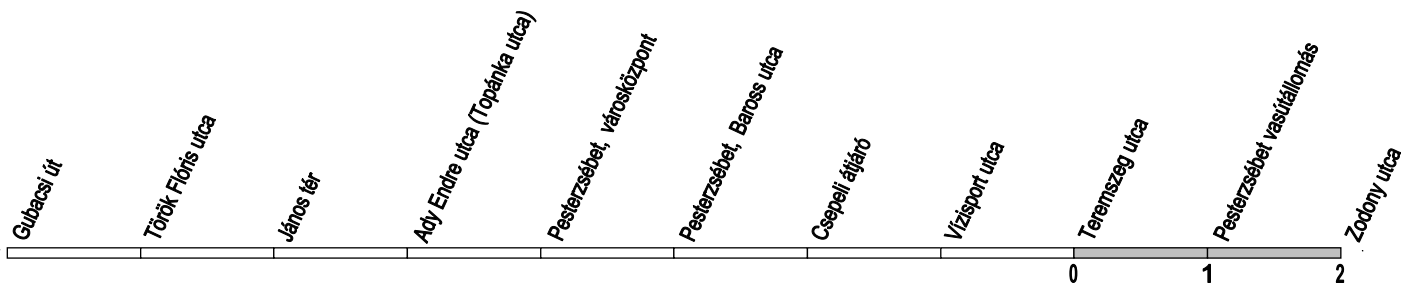 Gubacsi út
Török Flóris utca
János tér
Ady Endre utca (Topánka utca)
Pesterzsébet, városközpont
Pesterzsébet, Baross utca
Csepeli átjáró
Vízisport utca
Teremszeg utca
Pesterzsébet vasútállomás
Zodony utca
0
1
2